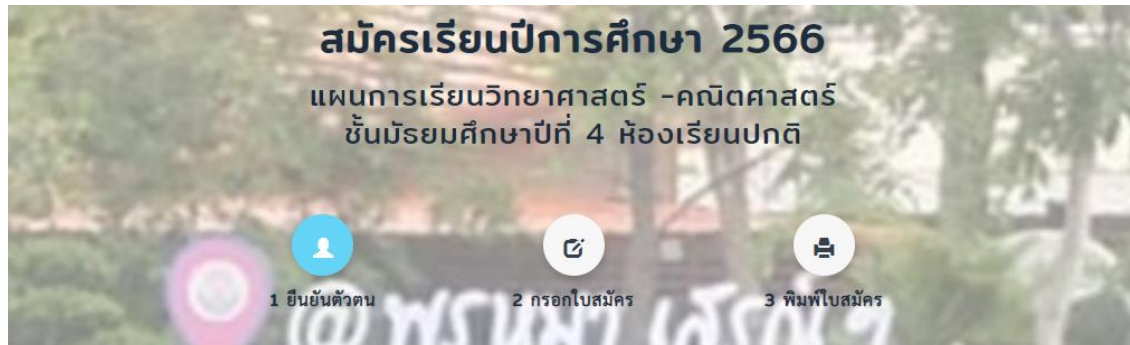 สมัครเรียนปีการศึกษา 2566
แผนการเรียนวิทยาศาสตร์ -คณิตศาสตร์
ชั้นมัธยมศึกษาปีที่ 4 ห้องเรียนปกติ
1 ยืนยันตัวตน
2 กรอกใบสมัคร
3 พิมพ์ใบสมัคร